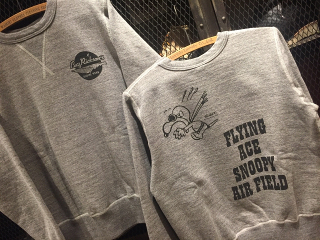 FLYING
ACE
SNOOPY
AIR FIELD